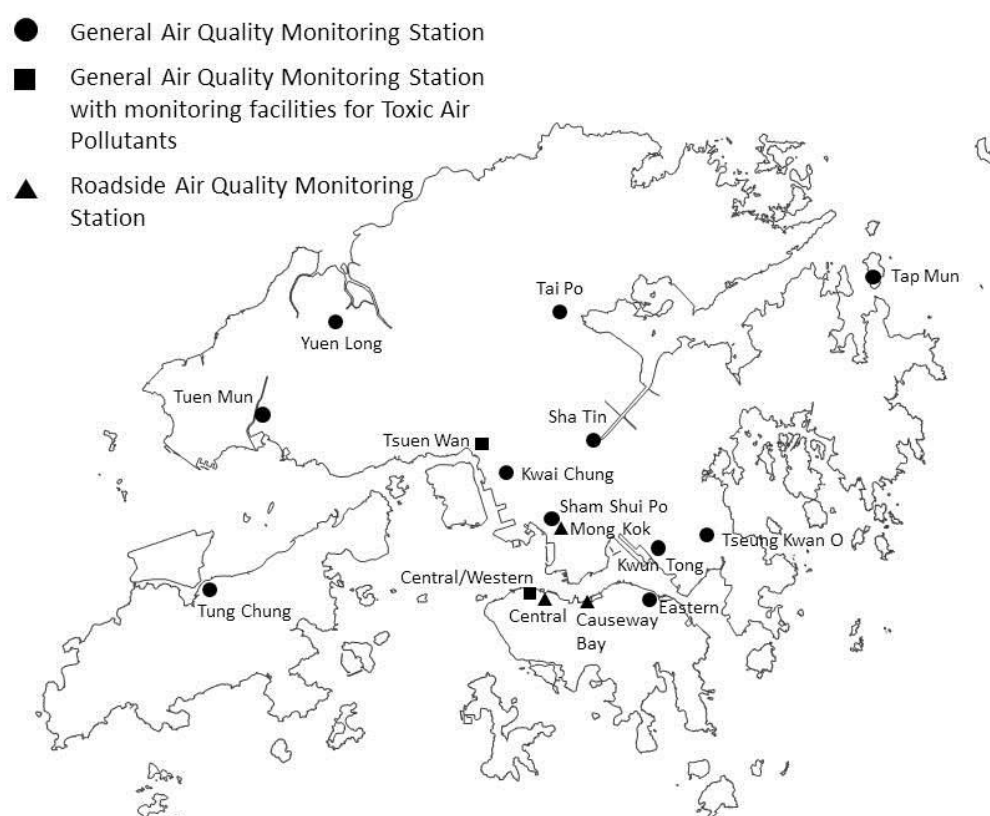 General Air Quality Monitoring Station
General Air Quality Monitoring Station
with monitoring facilities for Toxic Air
Pollutants
Roadside Air Quality Monitoring
Station
Tap Mun
Tai Po
Yuen Long
Tuen Mun
Sha Tin
Tsuen Wan
Kwai Chung
Sham Shui Po
Mong Kok
Tseung Kwan O
Kwun Tong
Central/Western
Tung Chung
Central
Eastern
Causeway
Bay